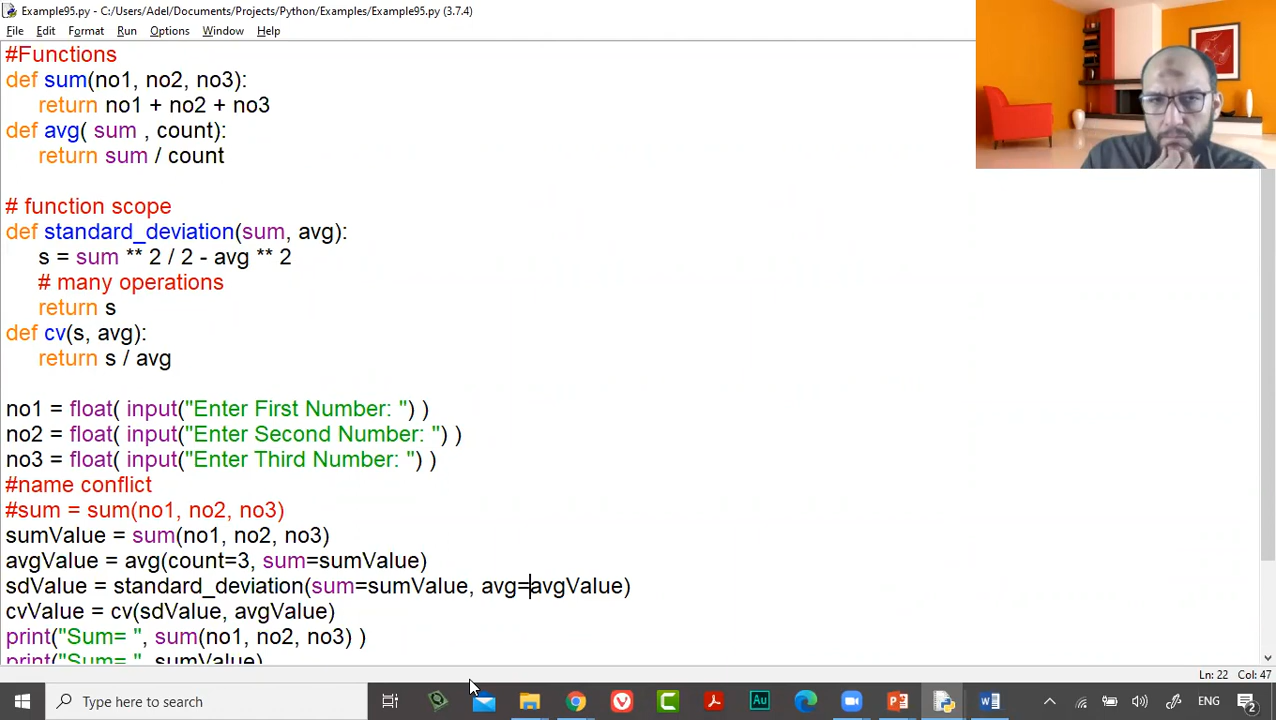 Example95.py - C:/Users/Adel/Documents/Projects/Python/Examples/Example95.py (3.7.4)
File Edit Format Run Options Window Help
#Functions
def sum(no1, no2, no3):
    return no1 + no2 + no3
def avg( sum , count):
    return sum / count
# function scope
def standard_deviation(sum, avg):
    s = sum ** 2 / 2 - avg ** 2
    # many operations
    return s
def cv(s, avg):
    return s / avg
no1 = float( input("Enter First Number: ") )
no2 = float( input("Enter Second Number: ") )
no3 = float( input("Enter Third Number: ") )
#name conflict
#sum = sum(no1, no2, no3)
sumValue = sum(no1, no2, no3)
avgValue = avg(count=3, sum=sumValue)
sdValue = standard_deviation(sum=sumValue, avg=avgValue)
cvValue = cv(sdValue, avgValue)
print("Sum= ", sum(no1, no2, no3) )
print("Sum= ", sumValue)
Ln: 22 Col: 47
Type here to search
ENG
2